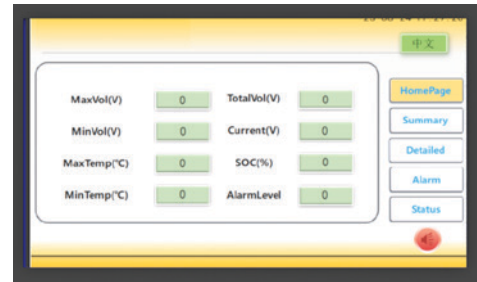 中文
MaxVol(V) 0 TotalVol(V) 0
HomePage
MinVol(V) 0 Current(V) 0
Summary
MaxTemp(℃) 0 SOC(%) 0
Detailed
MinTemp(℃) 0 AlarmLevel 0
Alarm
Status